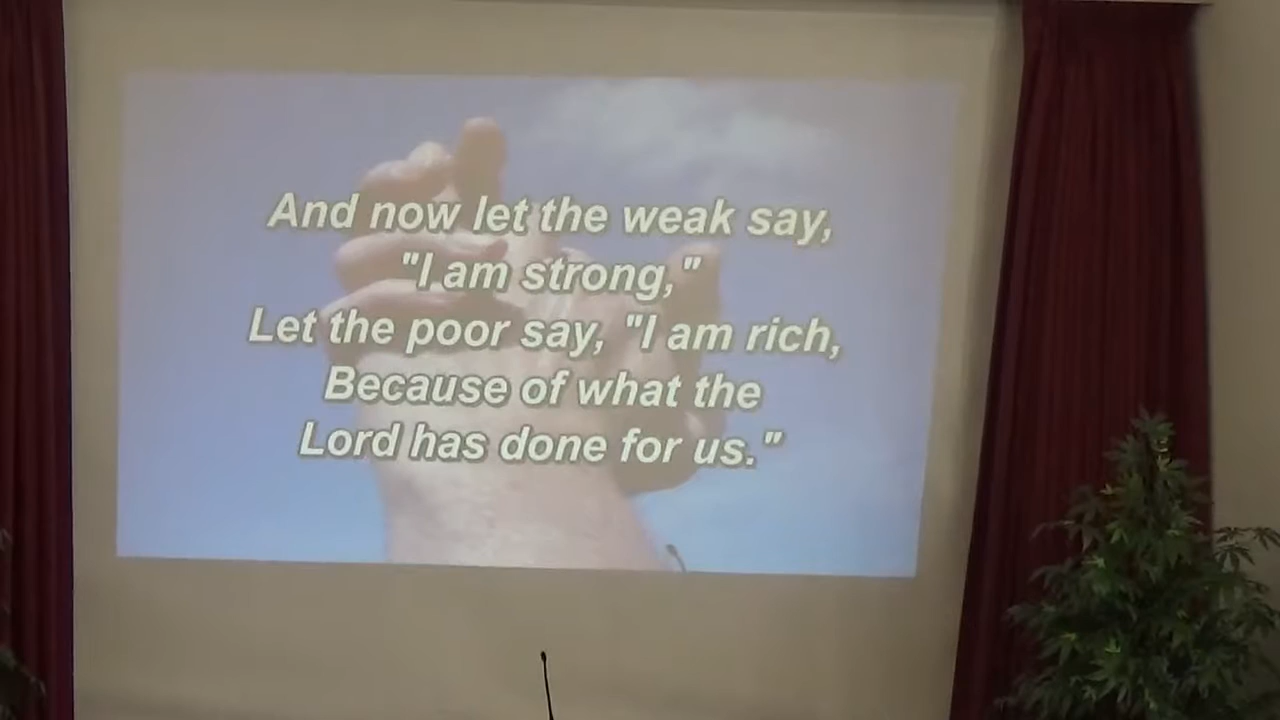 And now let the weak say,
"I am strong,"
Let the poor say, "I am rich,
Because of what the
Lord has done for us."